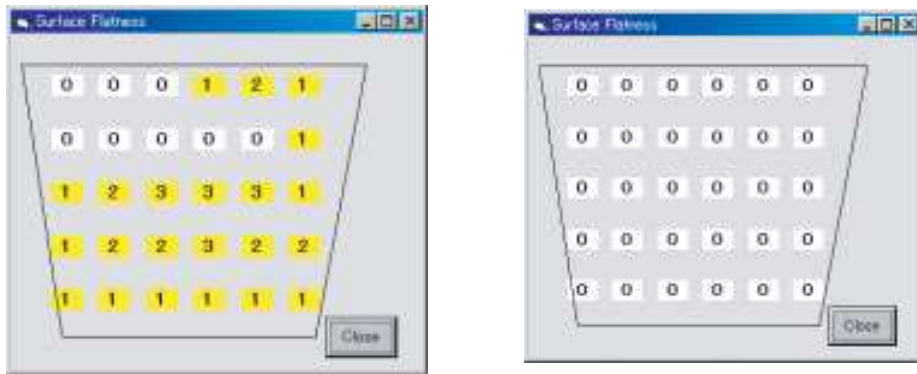 Surface Flatness
0 0 0 1 2 1
0 0 0 0 0 1
1 2 3 3 3 1
1 2 2 3 2 2
1 1 1 1 1 1
Close
Surface Flatness
0 0 0 0 0 0
0 0 0 0 0 0
0 0 0 0 0 0
0 0 0 0 0 0
0 0 0 0 0 0
Close